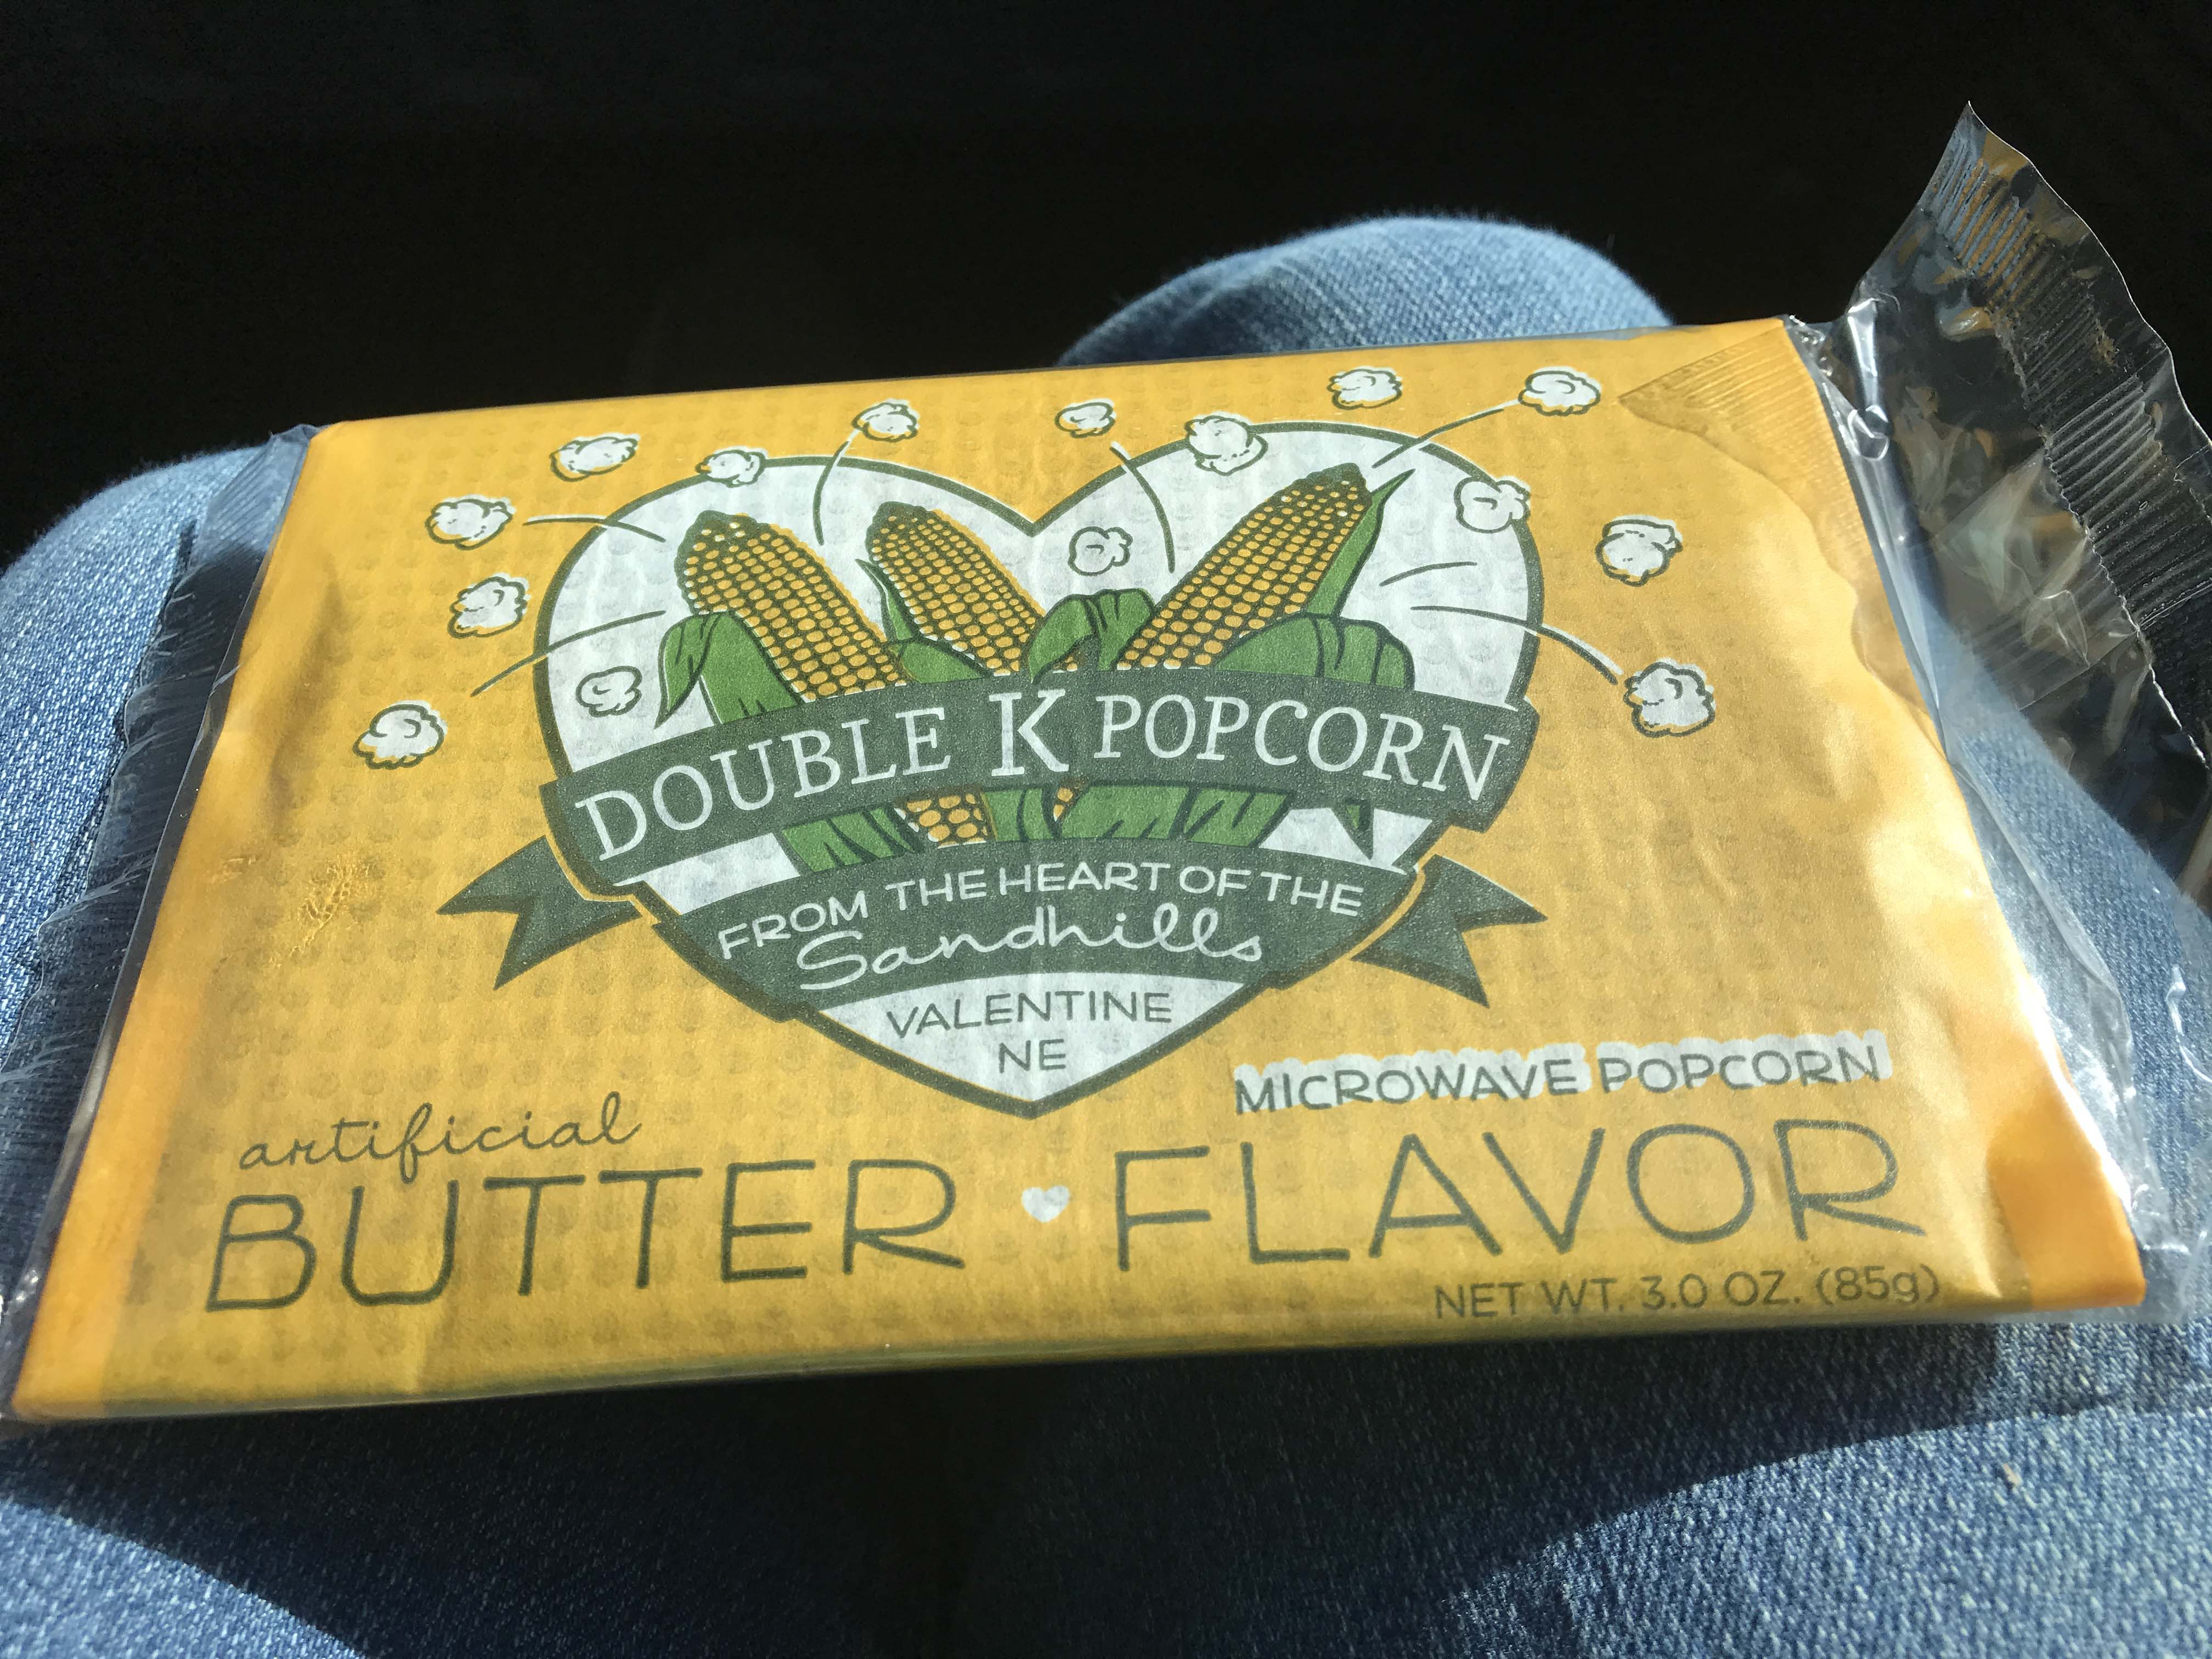 DOUBLE K POPCORN
FROM THE HEART OF THE
Sandhills
VALENTINE
NE
MICROWAVE POPCORN
artificial
BUTTER FLAVOR
NET WT. 3.0 OZ. (85g)